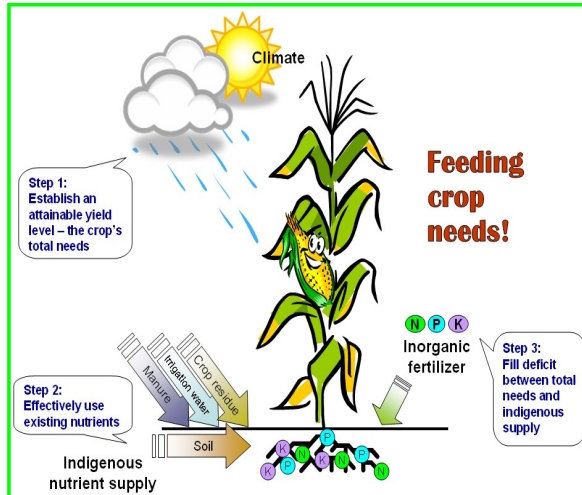 Climate
Feeding
crop
needs!
Step 1:
Establish an
attainable yield
level – the crop's
total needs
N P K
Inorganic
fertilizer
Step 3:
Fill deficit
between total
needs and
indigenous
supply
Manure
Irrigation water
Crop residue
Step 2:
Effectively use
existing nutrients
Soil
Indigenous
nutrient supply
P
K N N
K P K N N